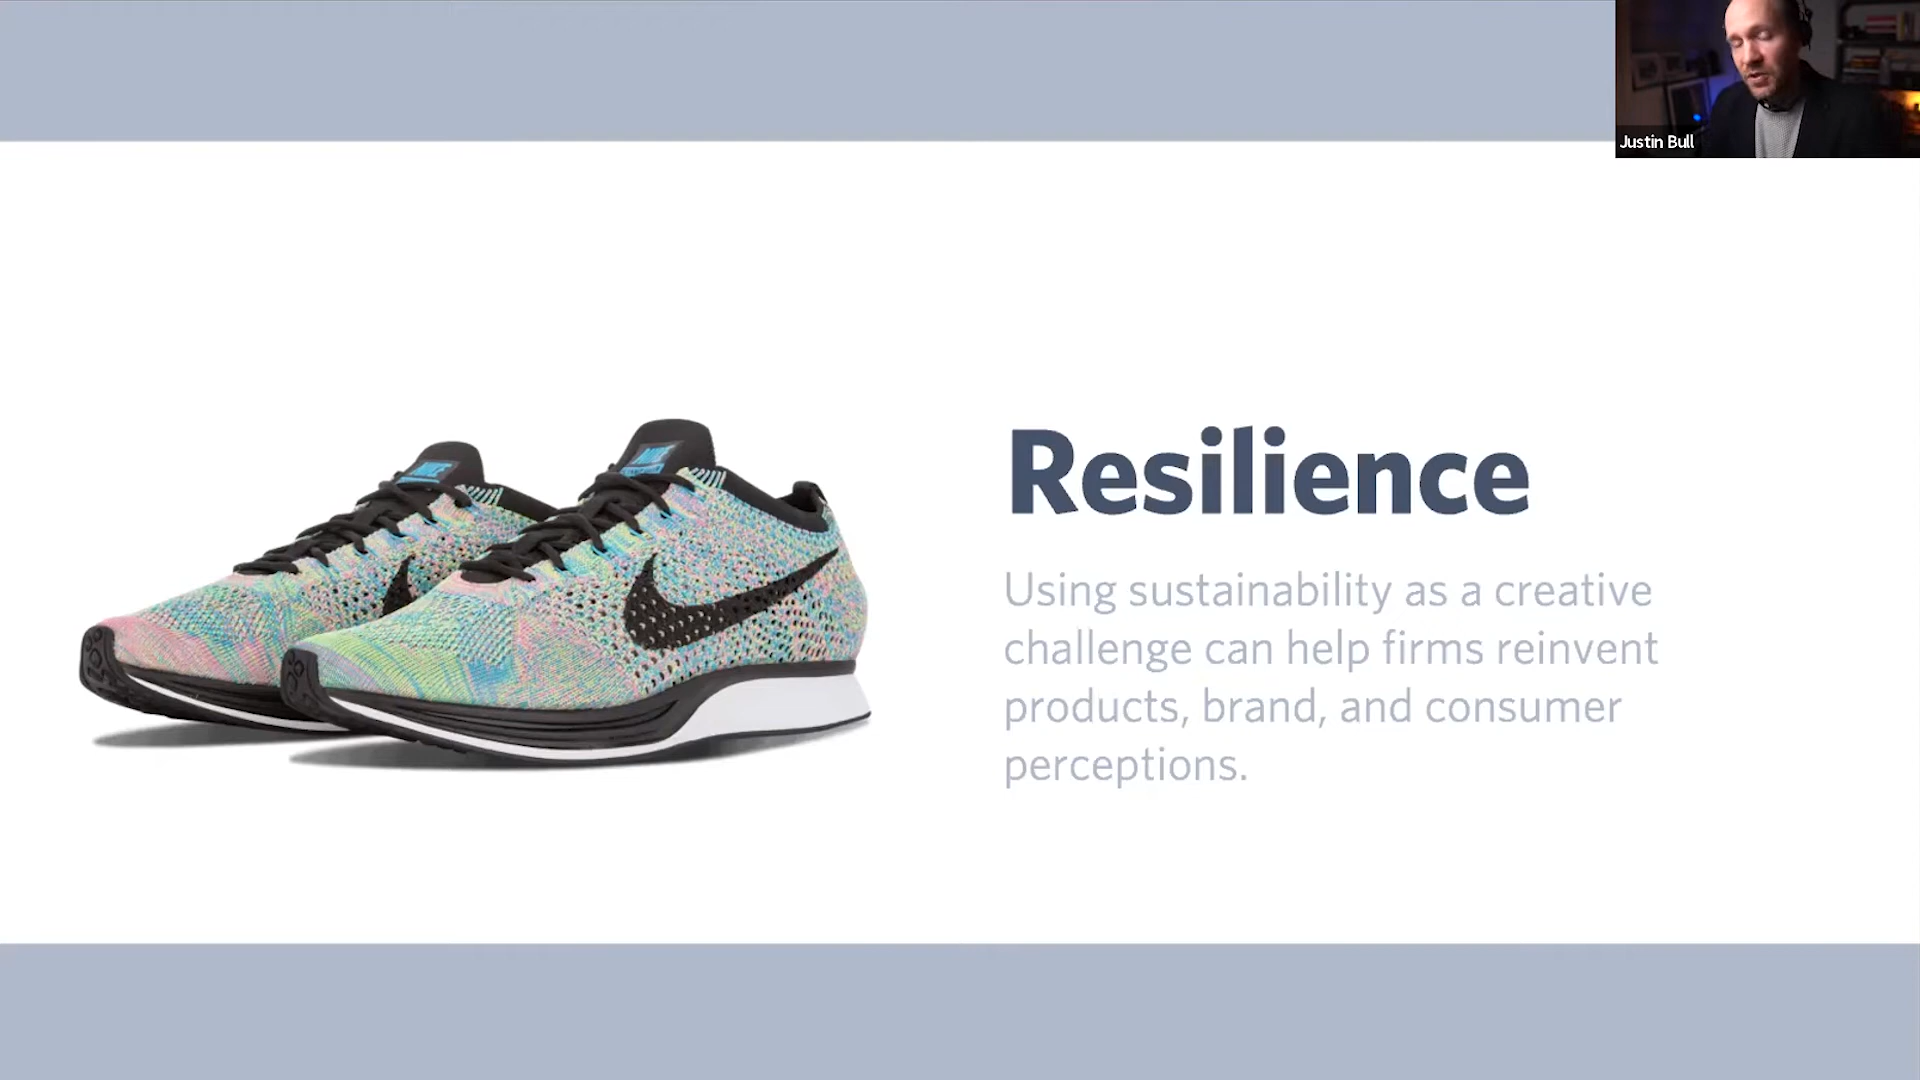 Justin Bull
Resilience
Using sustainability as a creative
challenge can help firms reinvent
products, brand, and consumer
perceptions.